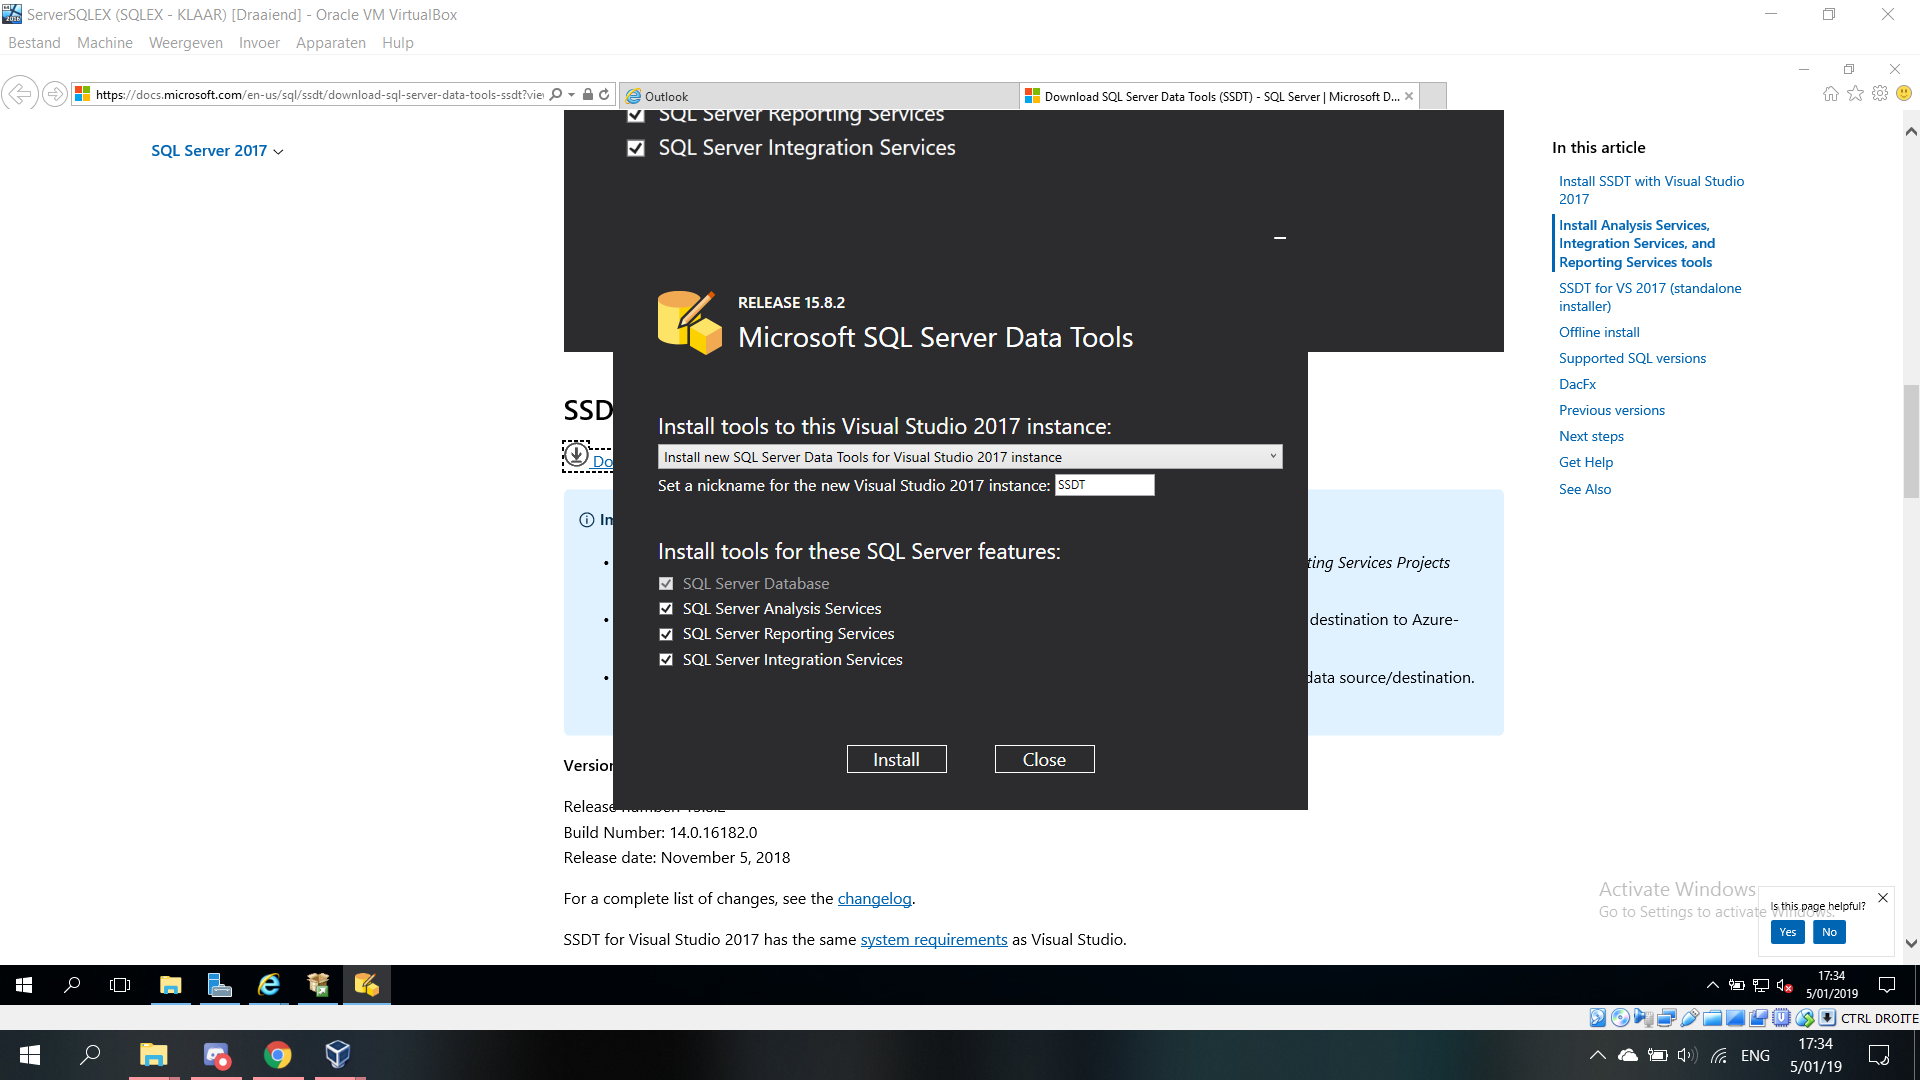 ServerSQLEX (SQLEX - KLAAR) [Draaiend] - Oracle VM VirtualBox
Bestand Machine Weergeven Invoer Apparaten Hulp
https://docs.microsoft.com/en-us/sql/ssdt/download-sql-server-data-tools-ssdt?vie
Outlook
Download SQL Server Data Tools (SSDT) - SQL Server | Microsoft D...
SQL Server 2017
SQL Server Reporting Services
SQL Server Integration Services
RELEASE 15.8.2
Microsoft SQL Server Data Tools
Install tools to this Visual Studio 2017 instance:
Install new SQL Server Data Tools for Visual Studio 2017 instance
Set a nickname for the new Visual Studio 2017 instance: SSDT
Install tools for these SQL Server features:
SQL Server Database
SQL Server Analysis Services
SQL Server Reporting Services
SQL Server Integration Services
Install Close
SSD
Do
Im
ting Services Projects
destination to Azure-
data source/destination.
Version
Release number: 15.8.2
Build Number: 14.0.16182.0
Release date: November 5, 2018
For a complete list of changes, see the changelog.
SSDT for Visual Studio 2017 has the same system requirements as Visual Studio.
In this article
Install SSDT with Visual Studio
2017
Install Analysis Services,
Integration Services, and
Reporting Services tools
SSDT for VS 2017 (standalone
installer)
Offline install
Supported SQL versions
DacFx
Previous versions
Next steps
Get Help
See Also
Activate Windows
Go to Settings to activate Windows.
Is this page helpful?
Yes No
17:34
5/01/2019
CTRL DROITE
ENG
17:34
5/01/19